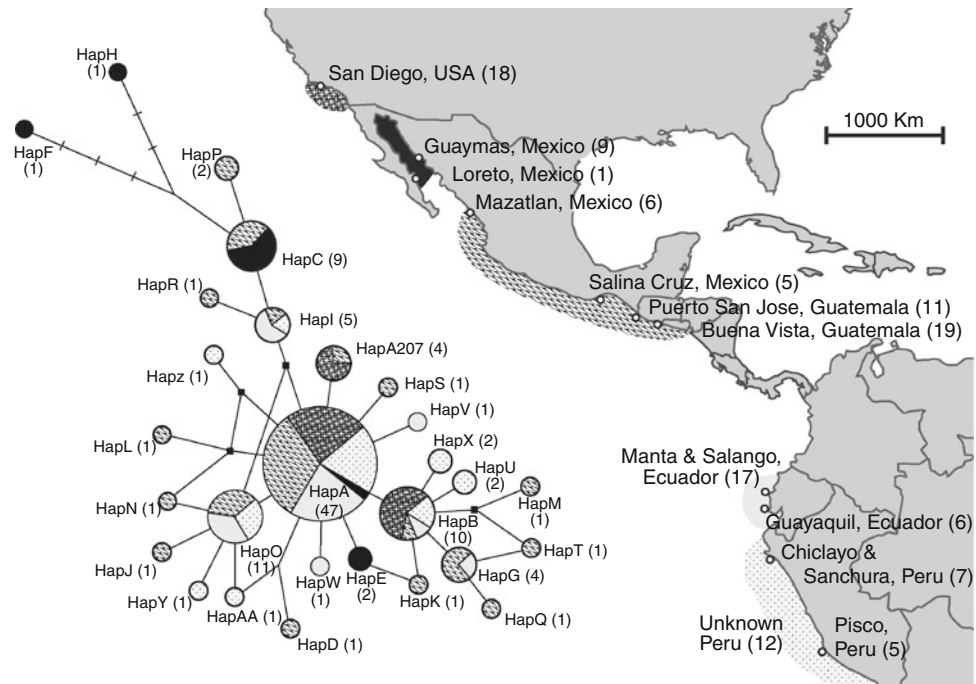 HapH
(1)
HapF
(1)
HapP
(2)
HapC (9)
HapR (1)
HapI (5)
HapA207 (4)
Hapz (1)
HapS (1)
HapV (1)
HapX (2)
HapL (1)
HapU
(2)
HapA
(47)
HapM
(1)
HapN (1)
HapB
(10)
HapO
(11)
HapT (1)
HapJ (1)
HapW
(1)
HapE
(2)
HapG (4)
HapY
(1)
HapAA (1)
HapK (1)
HapQ (1)
HapD (1)
San Diego, USA (18)
1000 Km
Guaymas, Mexico (9)
Loreto, Mexico (1)
Mazatlan, Mexico (6)
Salina Cruz, Mexico (5)
Puerto San Jose, Guatemala (11)
Buena Vista, Guatemala (19)
Manta & Salango,
Ecuador (17)
Guayaquil, Ecuador (6)
Chiclayo &
Sanchura, Peru (7)
Unknown
Peru (12)
Pisco,
Peru (5)